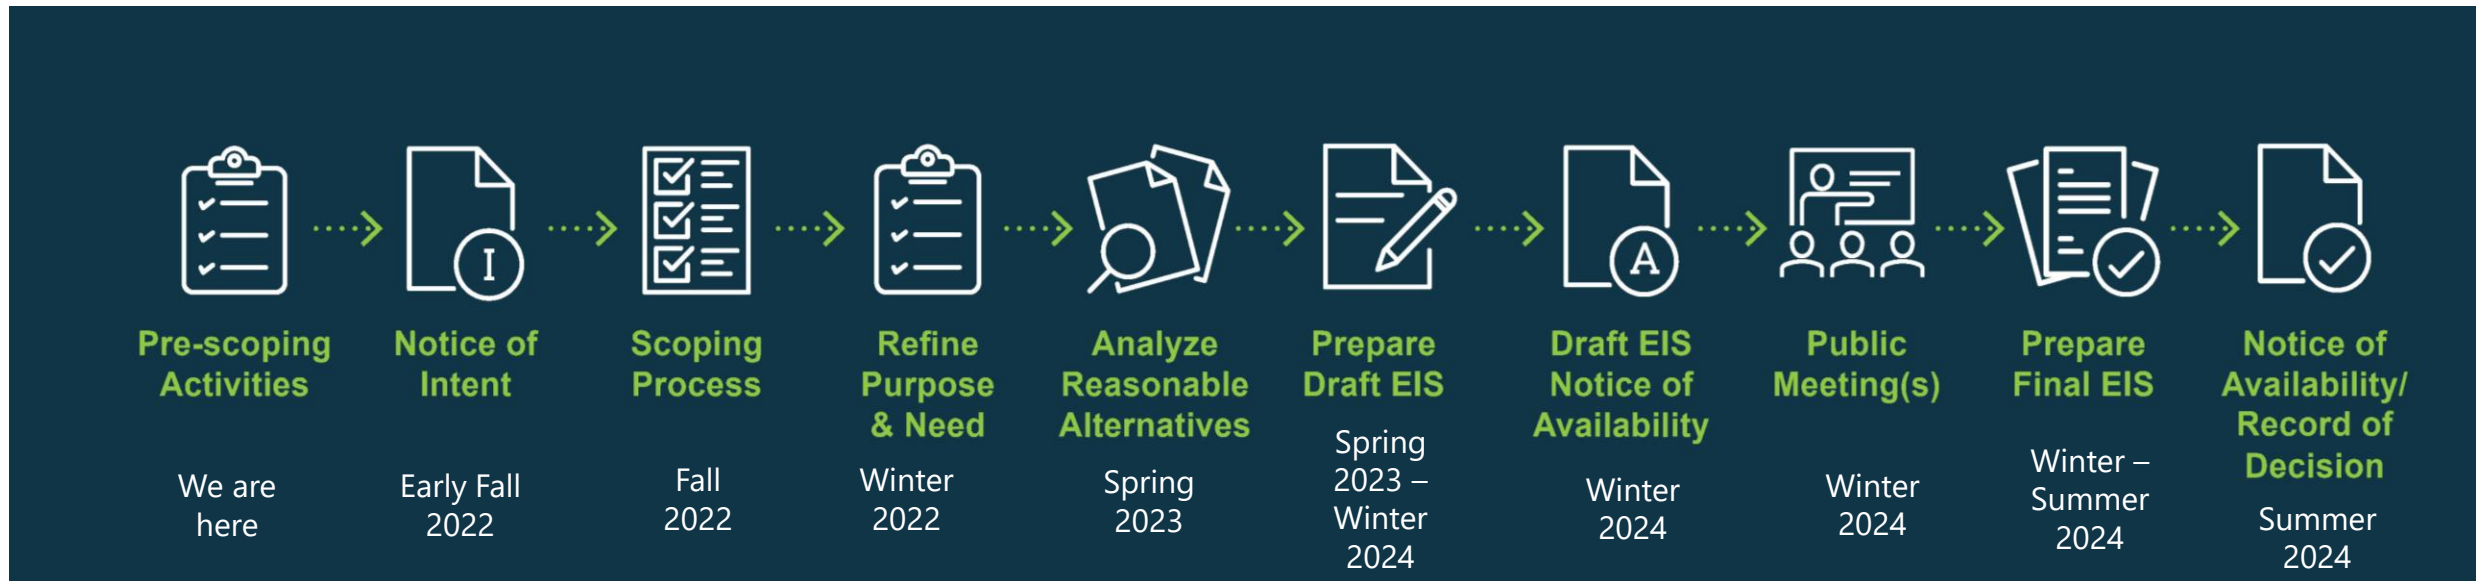 I
A
Pre-scoping
Activities
We are
here
Notice of
Intent
Early Fall
2022
Scoping
Process
Fall
2022
Refine
Purpose
& Need
Winter
2022
Analyze
Reasonable
Alternatives
Spring
2023
Prepare
Draft EIS
Spring
2023 –
Winter
2024
Draft EIS
Notice of
Availability
Winter
2024
Public
Meeting(s)
Winter
2024
Prepare
Final EIS
Winter –
Summer
2024
Notice of
Availability/
Record of
Decision
Summer
2024